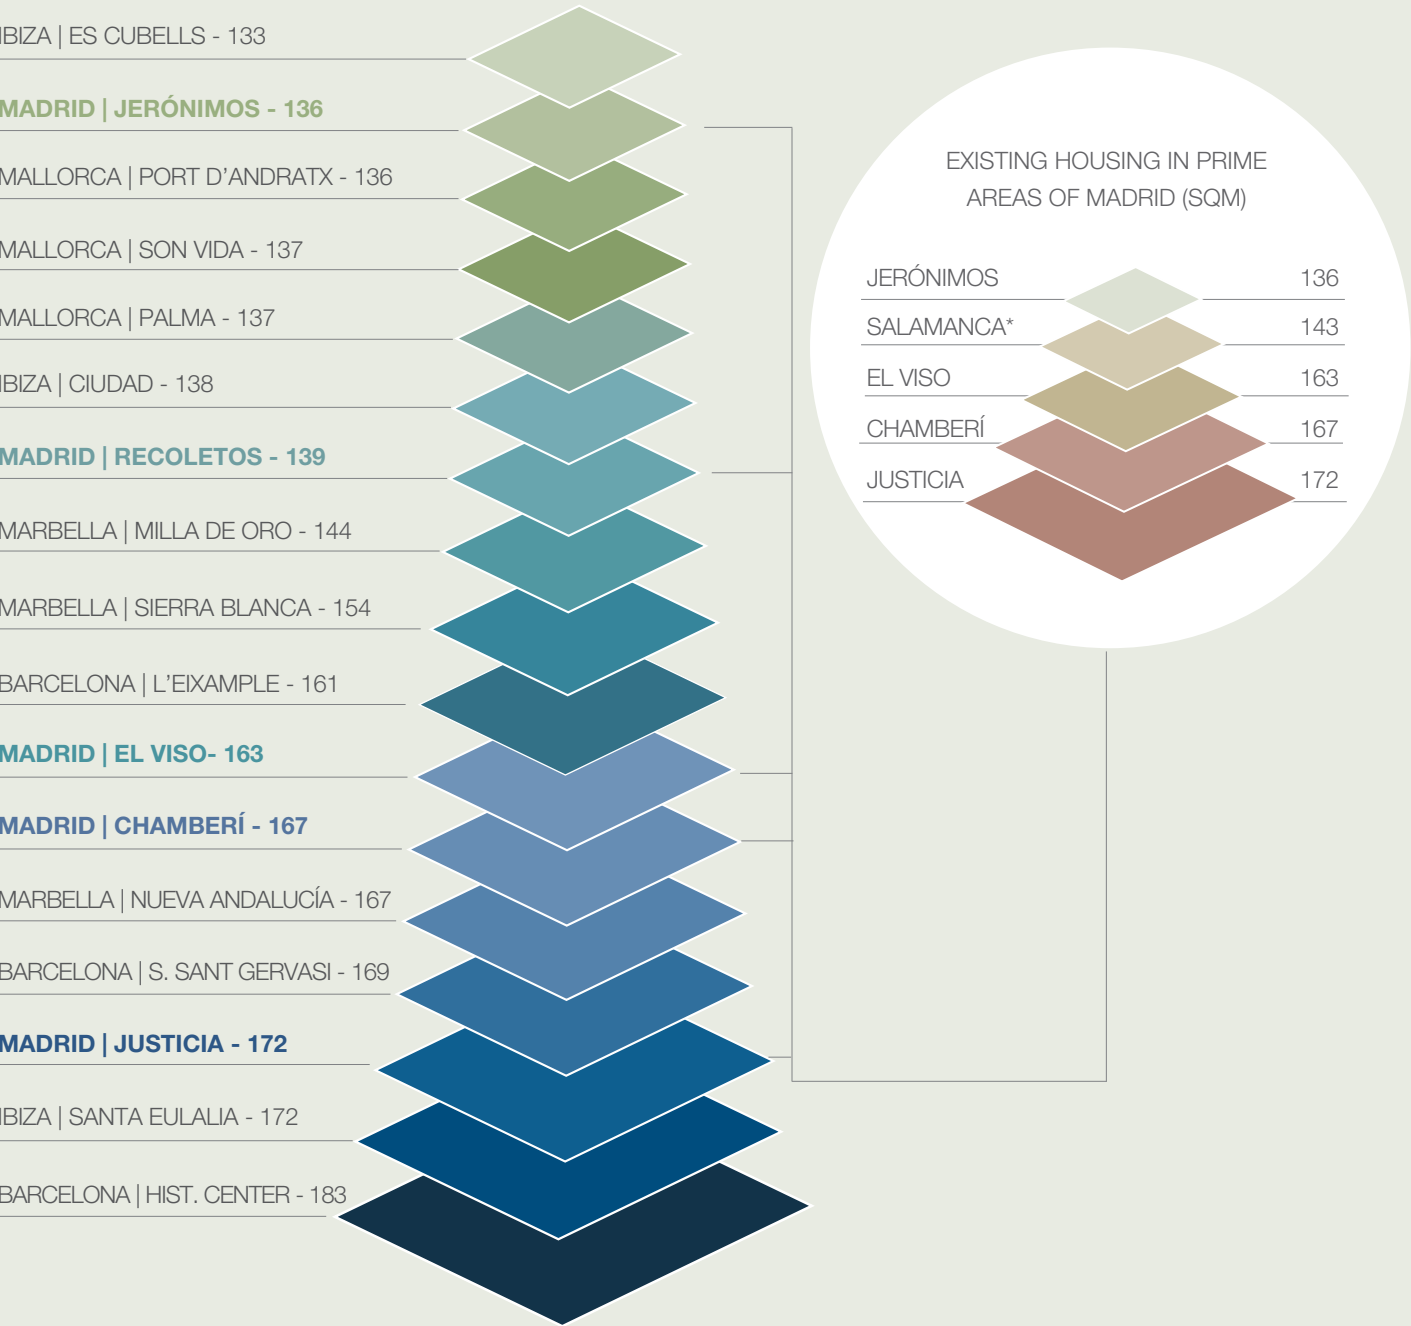 IBIZA | ES CUBELLS - 133
MADRID | JERÓNIMOS - 136
MALLORCA | PORT D’ANDRATX - 136
MALLORCA | SON VIDA - 137
MALLORCA | PALMA - 137
IBIZA | CIUDAD - 138
MADRID | RECOLETOS - 139
MARBELLA | MILLA DE ORO - 144
MARBELLA | SIERRA BLANCA - 154
BARCELONA | L’EIXAMPLE - 161
MADRID | EL VISO- 163
MADRID | CHAMBERÍ - 167
MARBELLA | NUEVA ANDALUCÍA - 167
BARCELONA | S. SANT GERVASI - 169
MADRID | JUSTICIA - 172
IBIZA | SANTA EULALIA - 172
BARCELONA | HIST. CENTER - 183
EXISTING HOUSING IN PRIME
AREAS OF MADRID (SQM)
JERÓNIMOS 136
SALAMANCA* 143
EL VISO 163
CHAMBERÍ 167
JUSTICIA 172